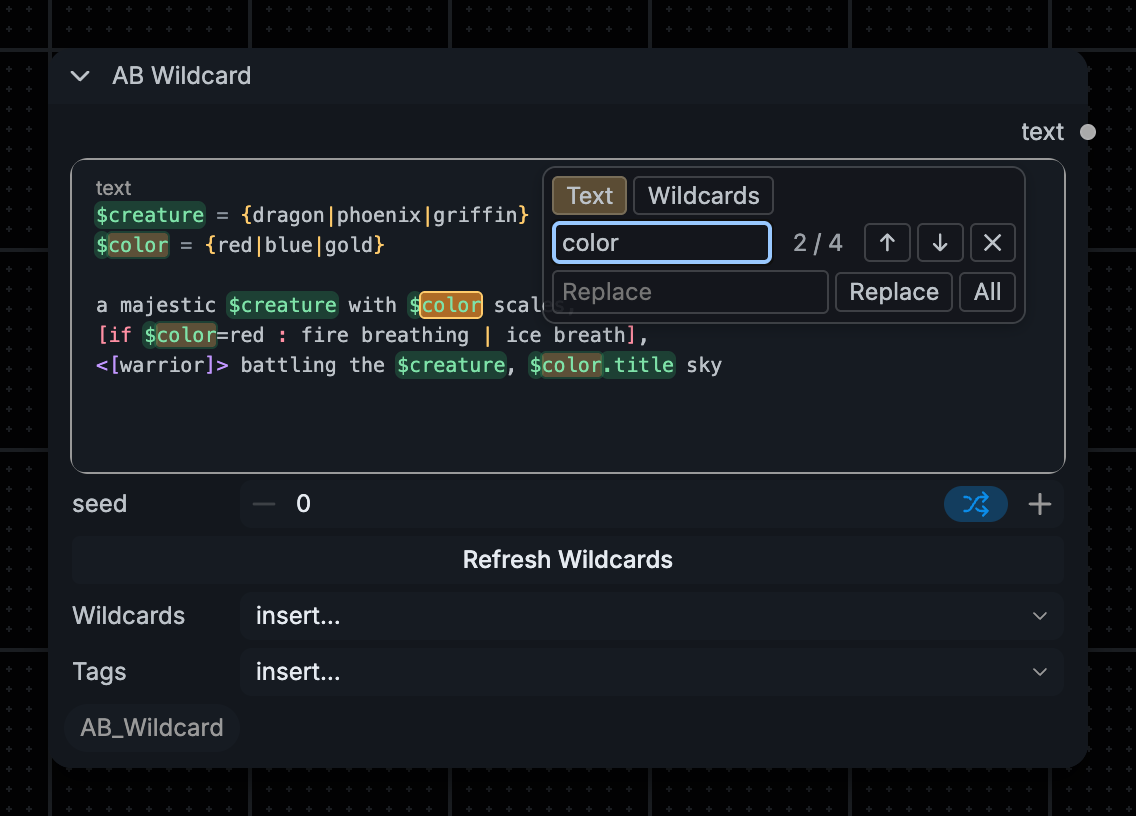 AB Wildcard
text
text
$creature = {dragon|phoenix|griffin}
$color = {red|blue|gold}
a majestic $creature with $color scales,
[if $color=red : fire breathing | ice breath],
<[warrior]> battling the $creature, $color.title sky
Text Wildcards
color 2 / 4 ↑ ↓ ✕
Replace Replace All
seed — 0 +
Refresh Wildcards
Wildcards insert...
Tags insert...
AB_Wildcard